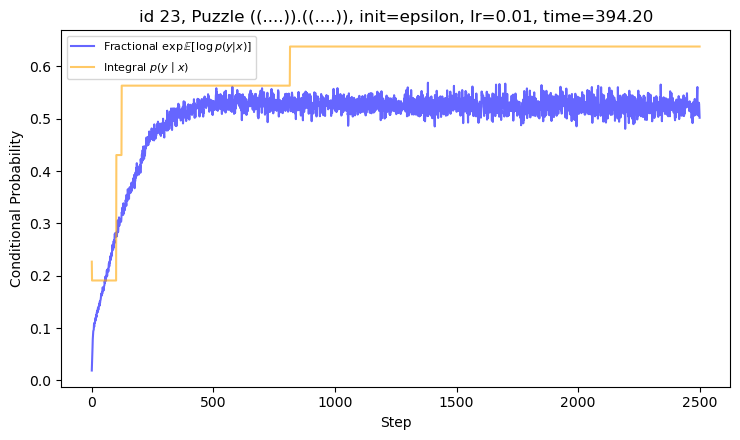 id 23, Puzzle ((....)).((....)), init=epsilon, lr=0.01, time=394.20
Fractional exp𝔼[log p(y|x)]
Integral p(y | x)
Conditional Probability
0.6
0.5
0.4
0.3
0.2
0.1
0.0
0 500 1000 1500 2000 2500
Step